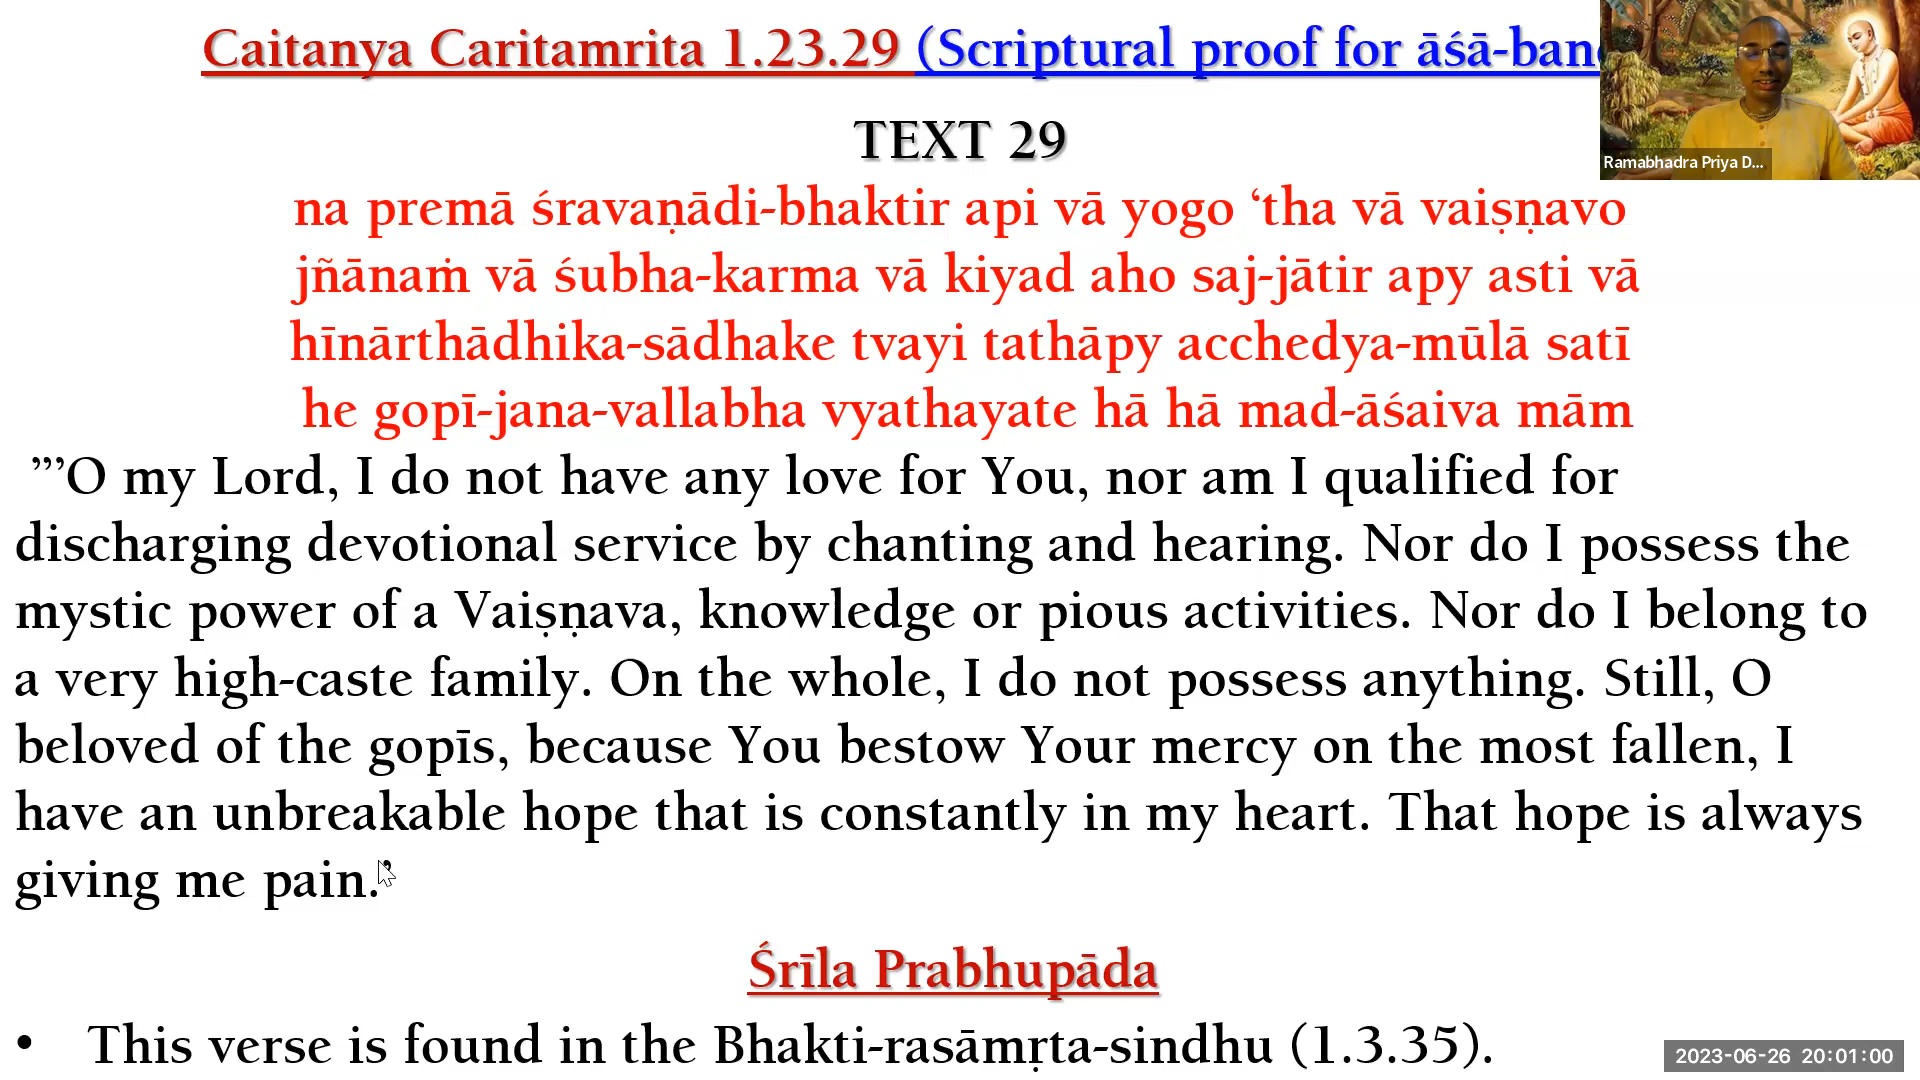 Caitanya Caritamrita 1.23.29 (Scriptural proof for āśā-ban
Ramabhadra Priya D...
TEXT 29
na premā śravaṇādi-bhaktir api vā yogo ‘tha vā vaiṣṇavo
jñānaṁ vā śubha-karma vā kiyad aho saj-jātir apy asti vā
hīnārthādhika-sādhake tvayi tathāpy acchedya-mūlā satī
he gopī-jana-vallabha vyathayate hā hā mad-āśaiva mām
”’O my Lord, I do not have any love for You, nor am I qualified for
discharging devotional service by chanting and hearing. Nor do I possess the
mystic power of a Vaiṣṇava, knowledge or pious activities. Nor do I belong to
a very high-caste family. On the whole, I do not possess anything. Still, O
beloved of the gopīs, because You bestow Your mercy on the most fallen, I
have an unbreakable hope that is constantly in my heart. That hope is always
giving me pain.’
Śrīla Prabhupāda
• This verse is found in the Bhakti-rasāmṛta-sindhu (1.3.35).
2023-06-26 20:01:00